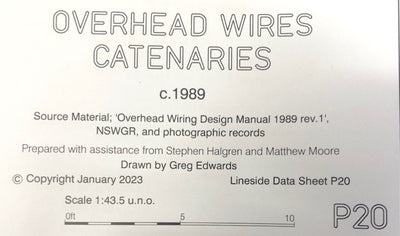 OVERHEAD WIRES
CATENARIES
c.1989
Source Material; 'Overhead Wiring Design Manual 1989 rev.1',
NSWGR, and photographic records
Prepared with assistance from Stephen Halgren and Matthew Moore
Drawn by Greg Edwards
© Copyright January 2023 Lineside Data Sheet P20
Scale 1:43.5 u.n.o.
0ft 5 10
P20